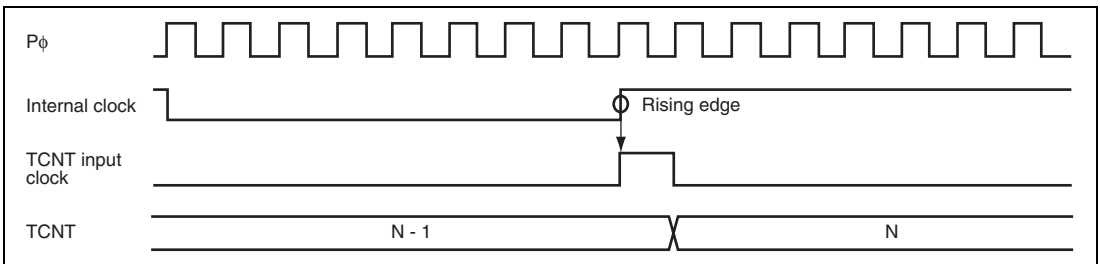 Pϕ
Internal clock
Rising edge
TCNT input
clock
TCNT
N - 1
N